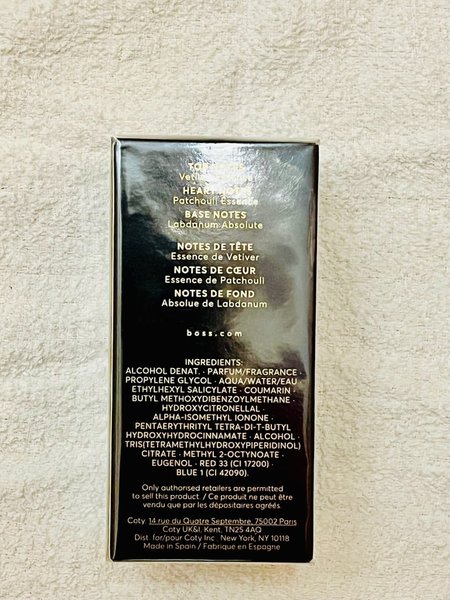 TOP NOTES
Vetiver Essence
HEART NOTES
Patchouli Essence
BASE NOTES
Labdanum Absolute
NOTES DE TÊTE
Essence de Vetiver
NOTES DE CŒUR
Essence de Patchouli
NOTES DE FOND
Absolue de Labdanum
boss.com
INGREDIENTS:
ALCOHOL DENAT. · PARFUM/FRAGRANCE ·
PROPYLENE GLYCOL · AQUA/WATER/EAU ·
ETHYLHEXYL SALICYLATE · COUMARIN ·
BUTYL METHOXYDIBENZOYLMETHANE ·
HYDROXYCITRONELLAL ·
ALPHA-ISOMETHYL IONONE ·
PENTAERYTHRITYL TETRA-DI-T-BUTYL
HYDROXYHYDROCINNAMATE · ALCOHOL ·
TRIS(TETRAMETHYLHYDROXYPIPERIDINOL)
CITRATE · METHYL 2-OCTYNOATE ·
EUGENOL · RED 33 (CI 17200) ·
BLUE 1 (CI 42090).
Only authorised retailers are permitted
to sell this product. / Ce produit ne peut être
vendu que par les dépositaires agréés.
Coty 14 rue du Quatre Septembre, 75002 Paris
Coty UK&I, Kent, TN25 4AQ
Dist. for/pour Coty Inc New York, NY 10118
Made in Spain / Fabriqué en Espagne